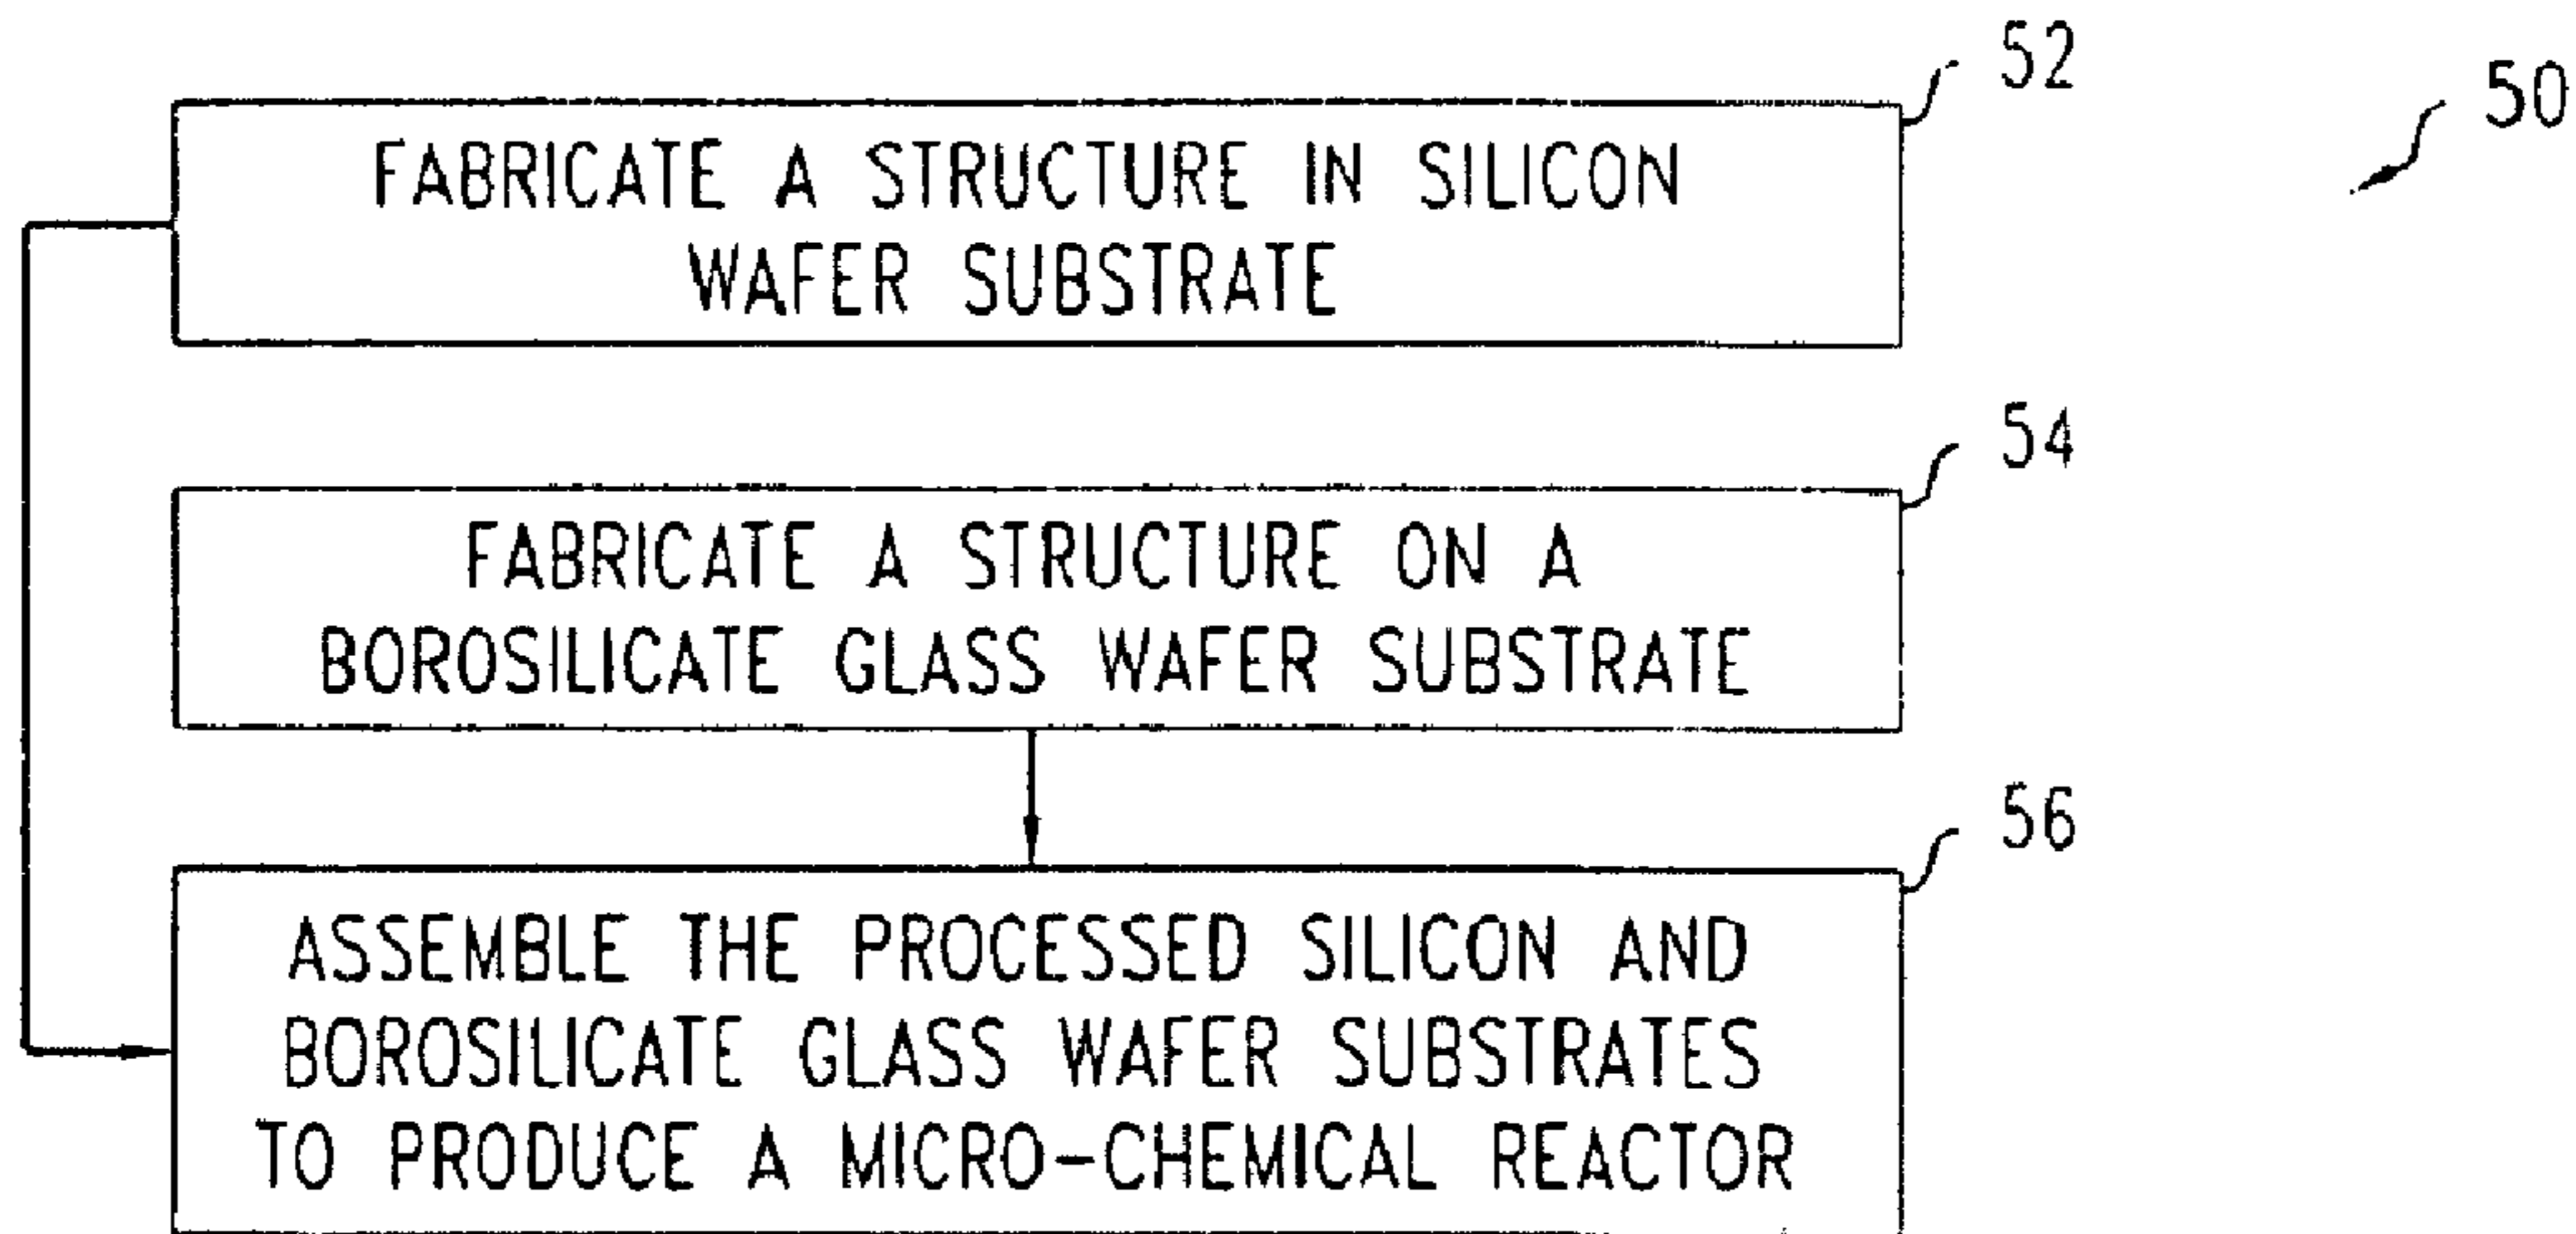 52
50
FABRICATE A STRUCTURE IN SILICON
WAFER SUBSTRATE
54
FABRICATE A STRUCTURE ON A
BOROSILICATE GLASS WAFER SUBSTRATE
56
ASSEMBLE THE PROCESSED SILICON AND
BOROSILICATE GLASS WAFER SUBSTRATES
TO PRODUCE A MICRO-CHEMICAL REACTOR